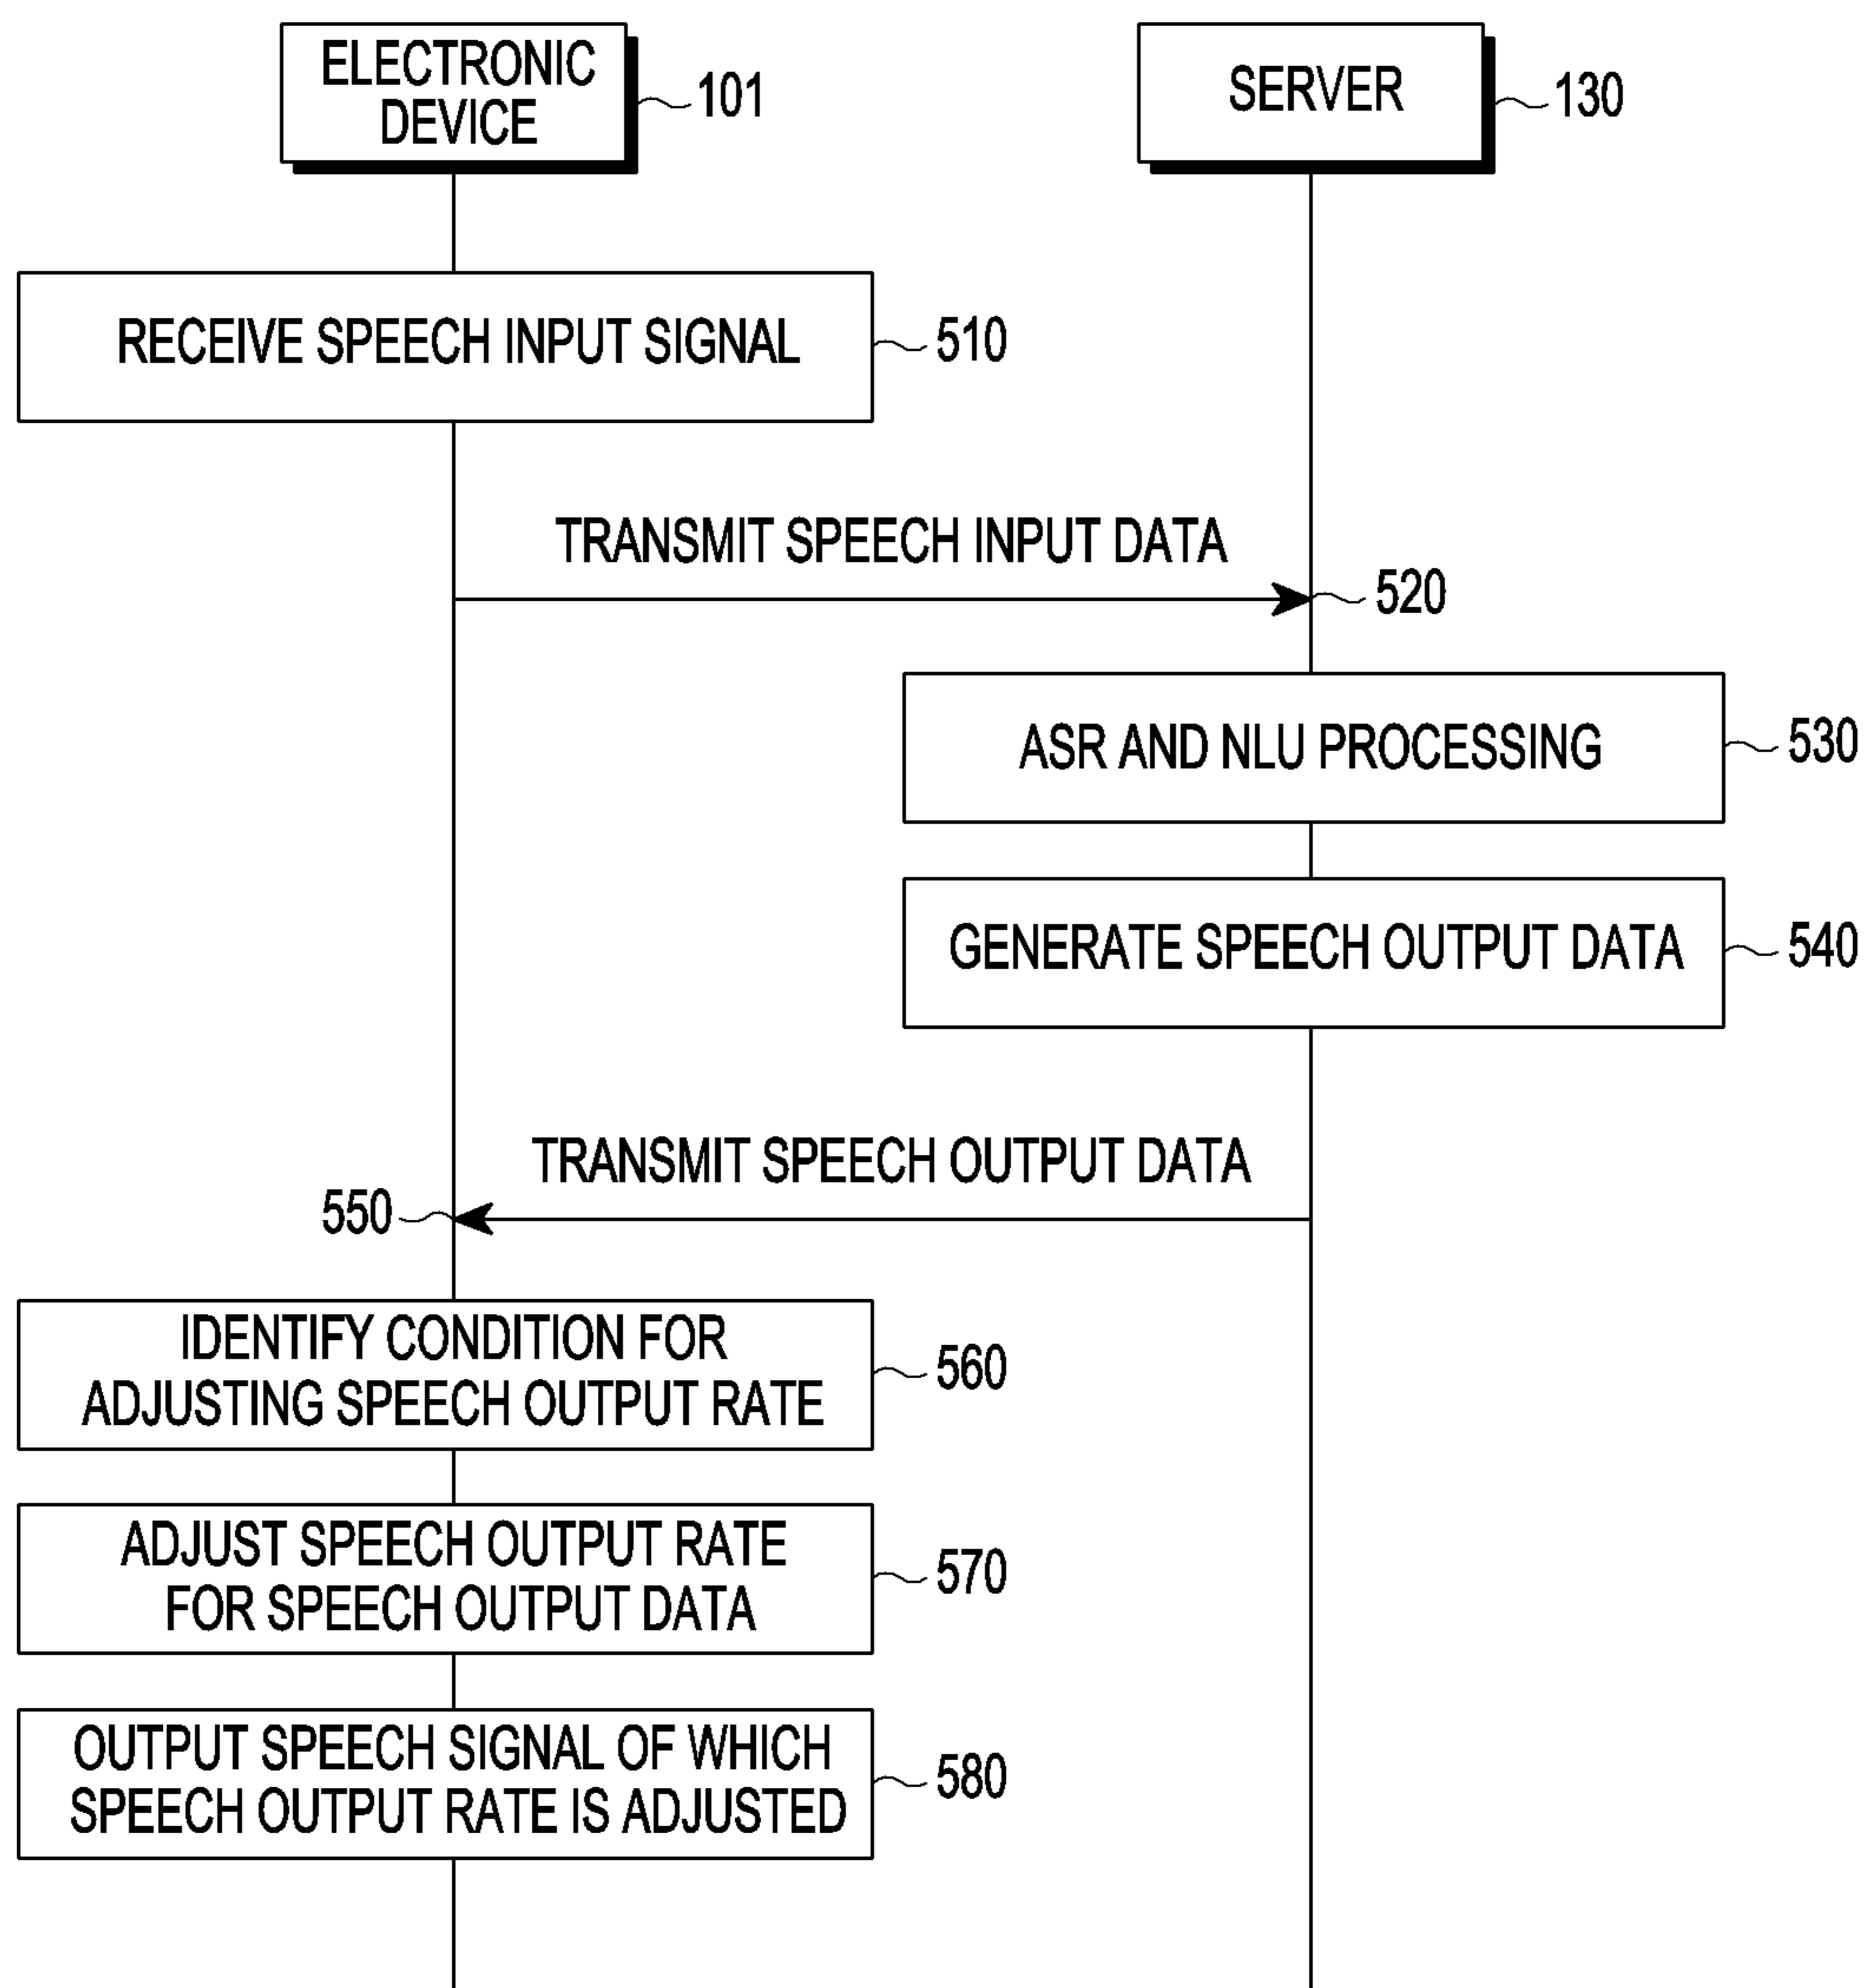 ELECTRONIC
DEVICE
101
SERVER
130
RECEIVE SPEECH INPUT SIGNAL
510
TRANSMIT SPEECH INPUT DATA
520
ASR AND NLU PROCESSING
530
GENERATE SPEECH OUTPUT DATA
540
TRANSMIT SPEECH OUTPUT DATA
550
IDENTIFY CONDITION FOR
ADJUSTING SPEECH OUTPUT RATE
560
ADJUST SPEECH OUTPUT RATE
FOR SPEECH OUTPUT DATA
570
OUTPUT SPEECH SIGNAL OF WHICH
SPEECH OUTPUT RATE IS ADJUSTED
580